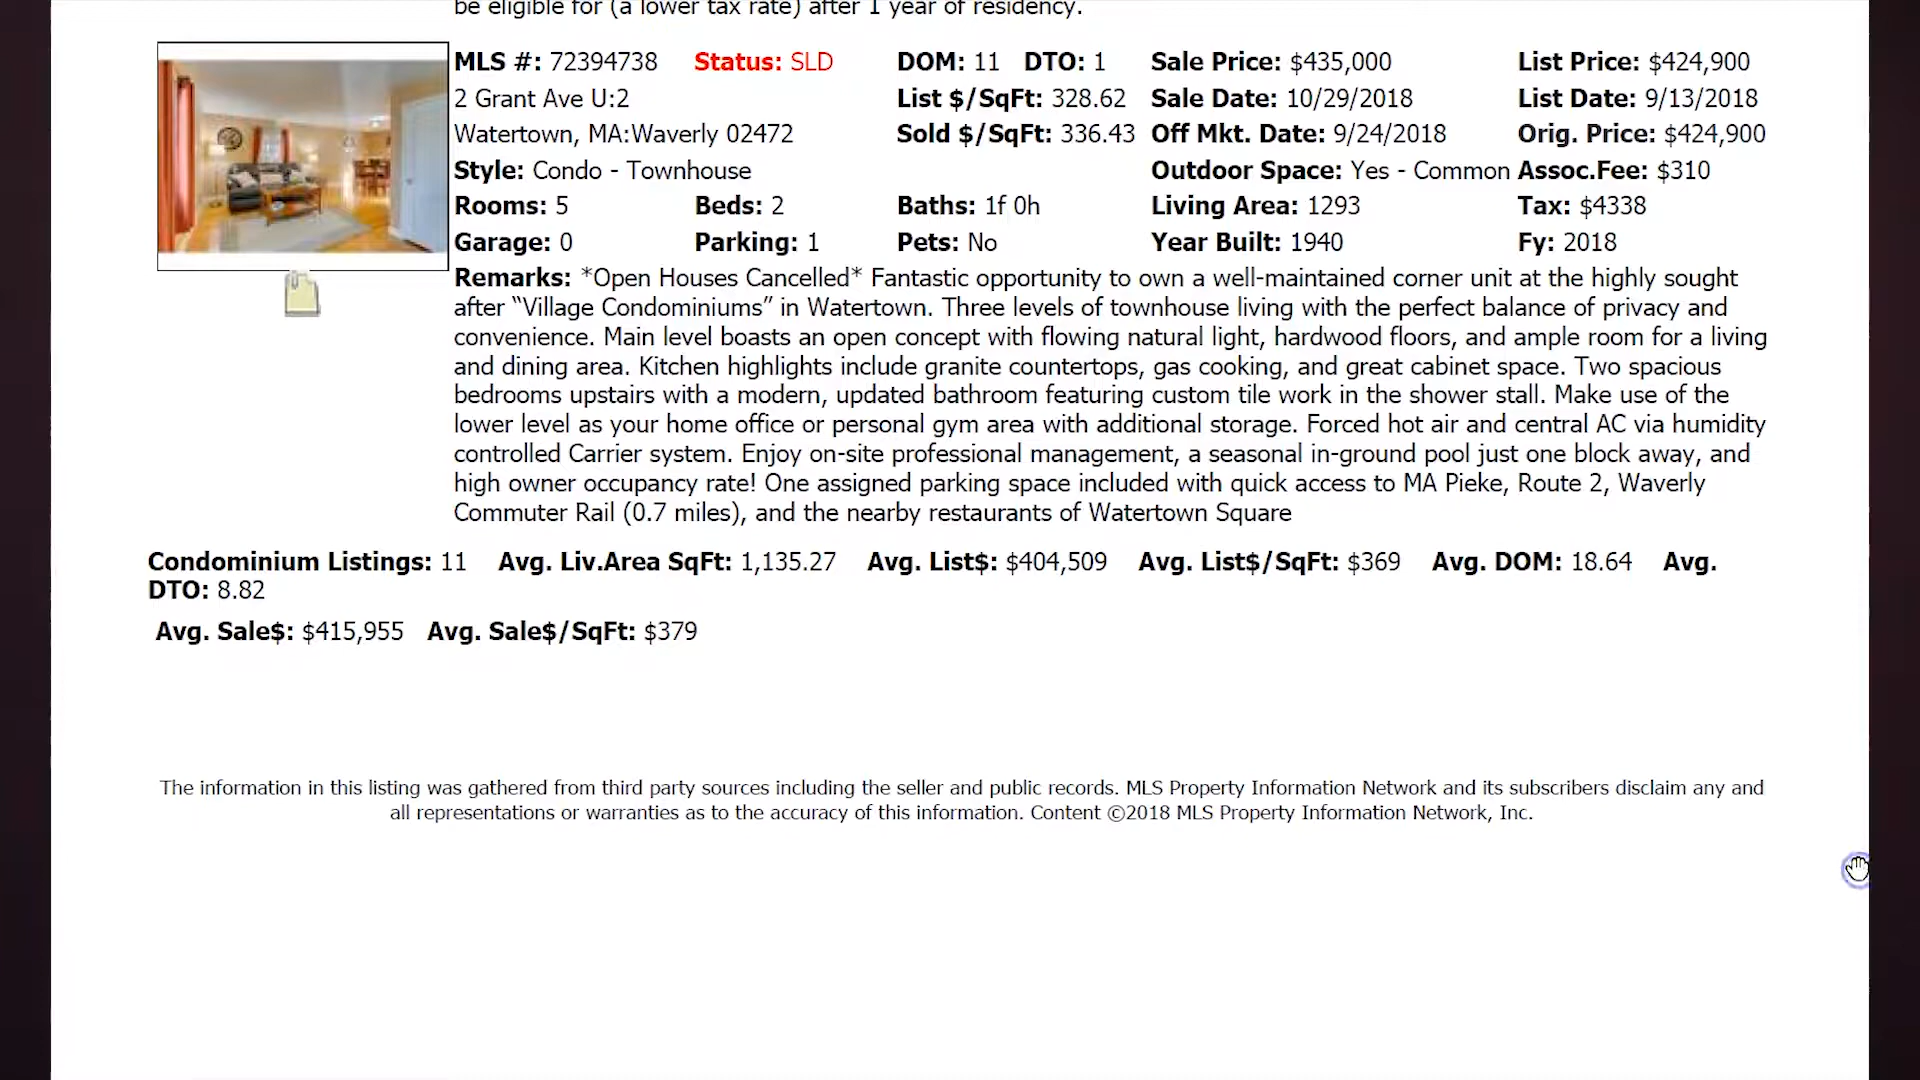 be eligible for (a lower tax rate) after 1 year of residency.
MLS #: 72394738 Status: SLD DOM: 11 DTO: 1 Sale Price: $435,000 List Price: $424,900
2 Grant Ave U:2 List $/SqFt: 328.62 Sale Date: 10/29/2018 List Date: 9/13/2018
Watertown, MA:Waverly 02472 Sold $/SqFt: 336.43 Off Mkt. Date: 9/24/2018 Orig. Price: $424,900
Style: Condo - Townhouse Outdoor Space: Yes - Common Assoc.Fee: $310
Rooms: 5 Beds: 2 Baths: 1f 0h Living Area: 1293 Tax: $4338
Garage: 0 Parking: 1 Pets: No Year Built: 1940 Fy: 2018
Remarks: *Open Houses Cancelled* Fantastic opportunity to own a well-maintained corner unit at the highly sought
after “Village Condominiums” in Watertown. Three levels of townhouse living with the perfect balance of privacy and
convenience. Main level boasts an open concept with flowing natural light, hardwood floors, and ample room for a living
and dining area. Kitchen highlights include granite countertops, gas cooking, and great cabinet space. Two spacious
bedrooms upstairs with a modern, updated bathroom featuring custom tile work in the shower stall. Make use of the
lower level as your home office or personal gym area with additional storage. Forced hot air and central AC via humidity
controlled Carrier system. Enjoy on-site professional management, a seasonal in-ground pool just one block away, and
high owner occupancy rate! One assigned parking space included with quick access to MA Pieke, Route 2, Waverly
Commuter Rail (0.7 miles), and the nearby restaurants of Watertown Square
Condominium Listings: 11 Avg. Liv.Area SqFt: 1,135.27 Avg. List$: $404,509 Avg. List$/SqFt: $369 Avg. DOM: 18.64 Avg.
DTO: 8.82
Avg. Sale$: $415,955 Avg. Sale$/SqFt: $379
The information in this listing was gathered from third party sources including the seller and public records. MLS Property Information Network and its subscribers disclaim any and
all representations or warranties as to the accuracy of this information. Content ©2018 MLS Property Information Network, Inc.